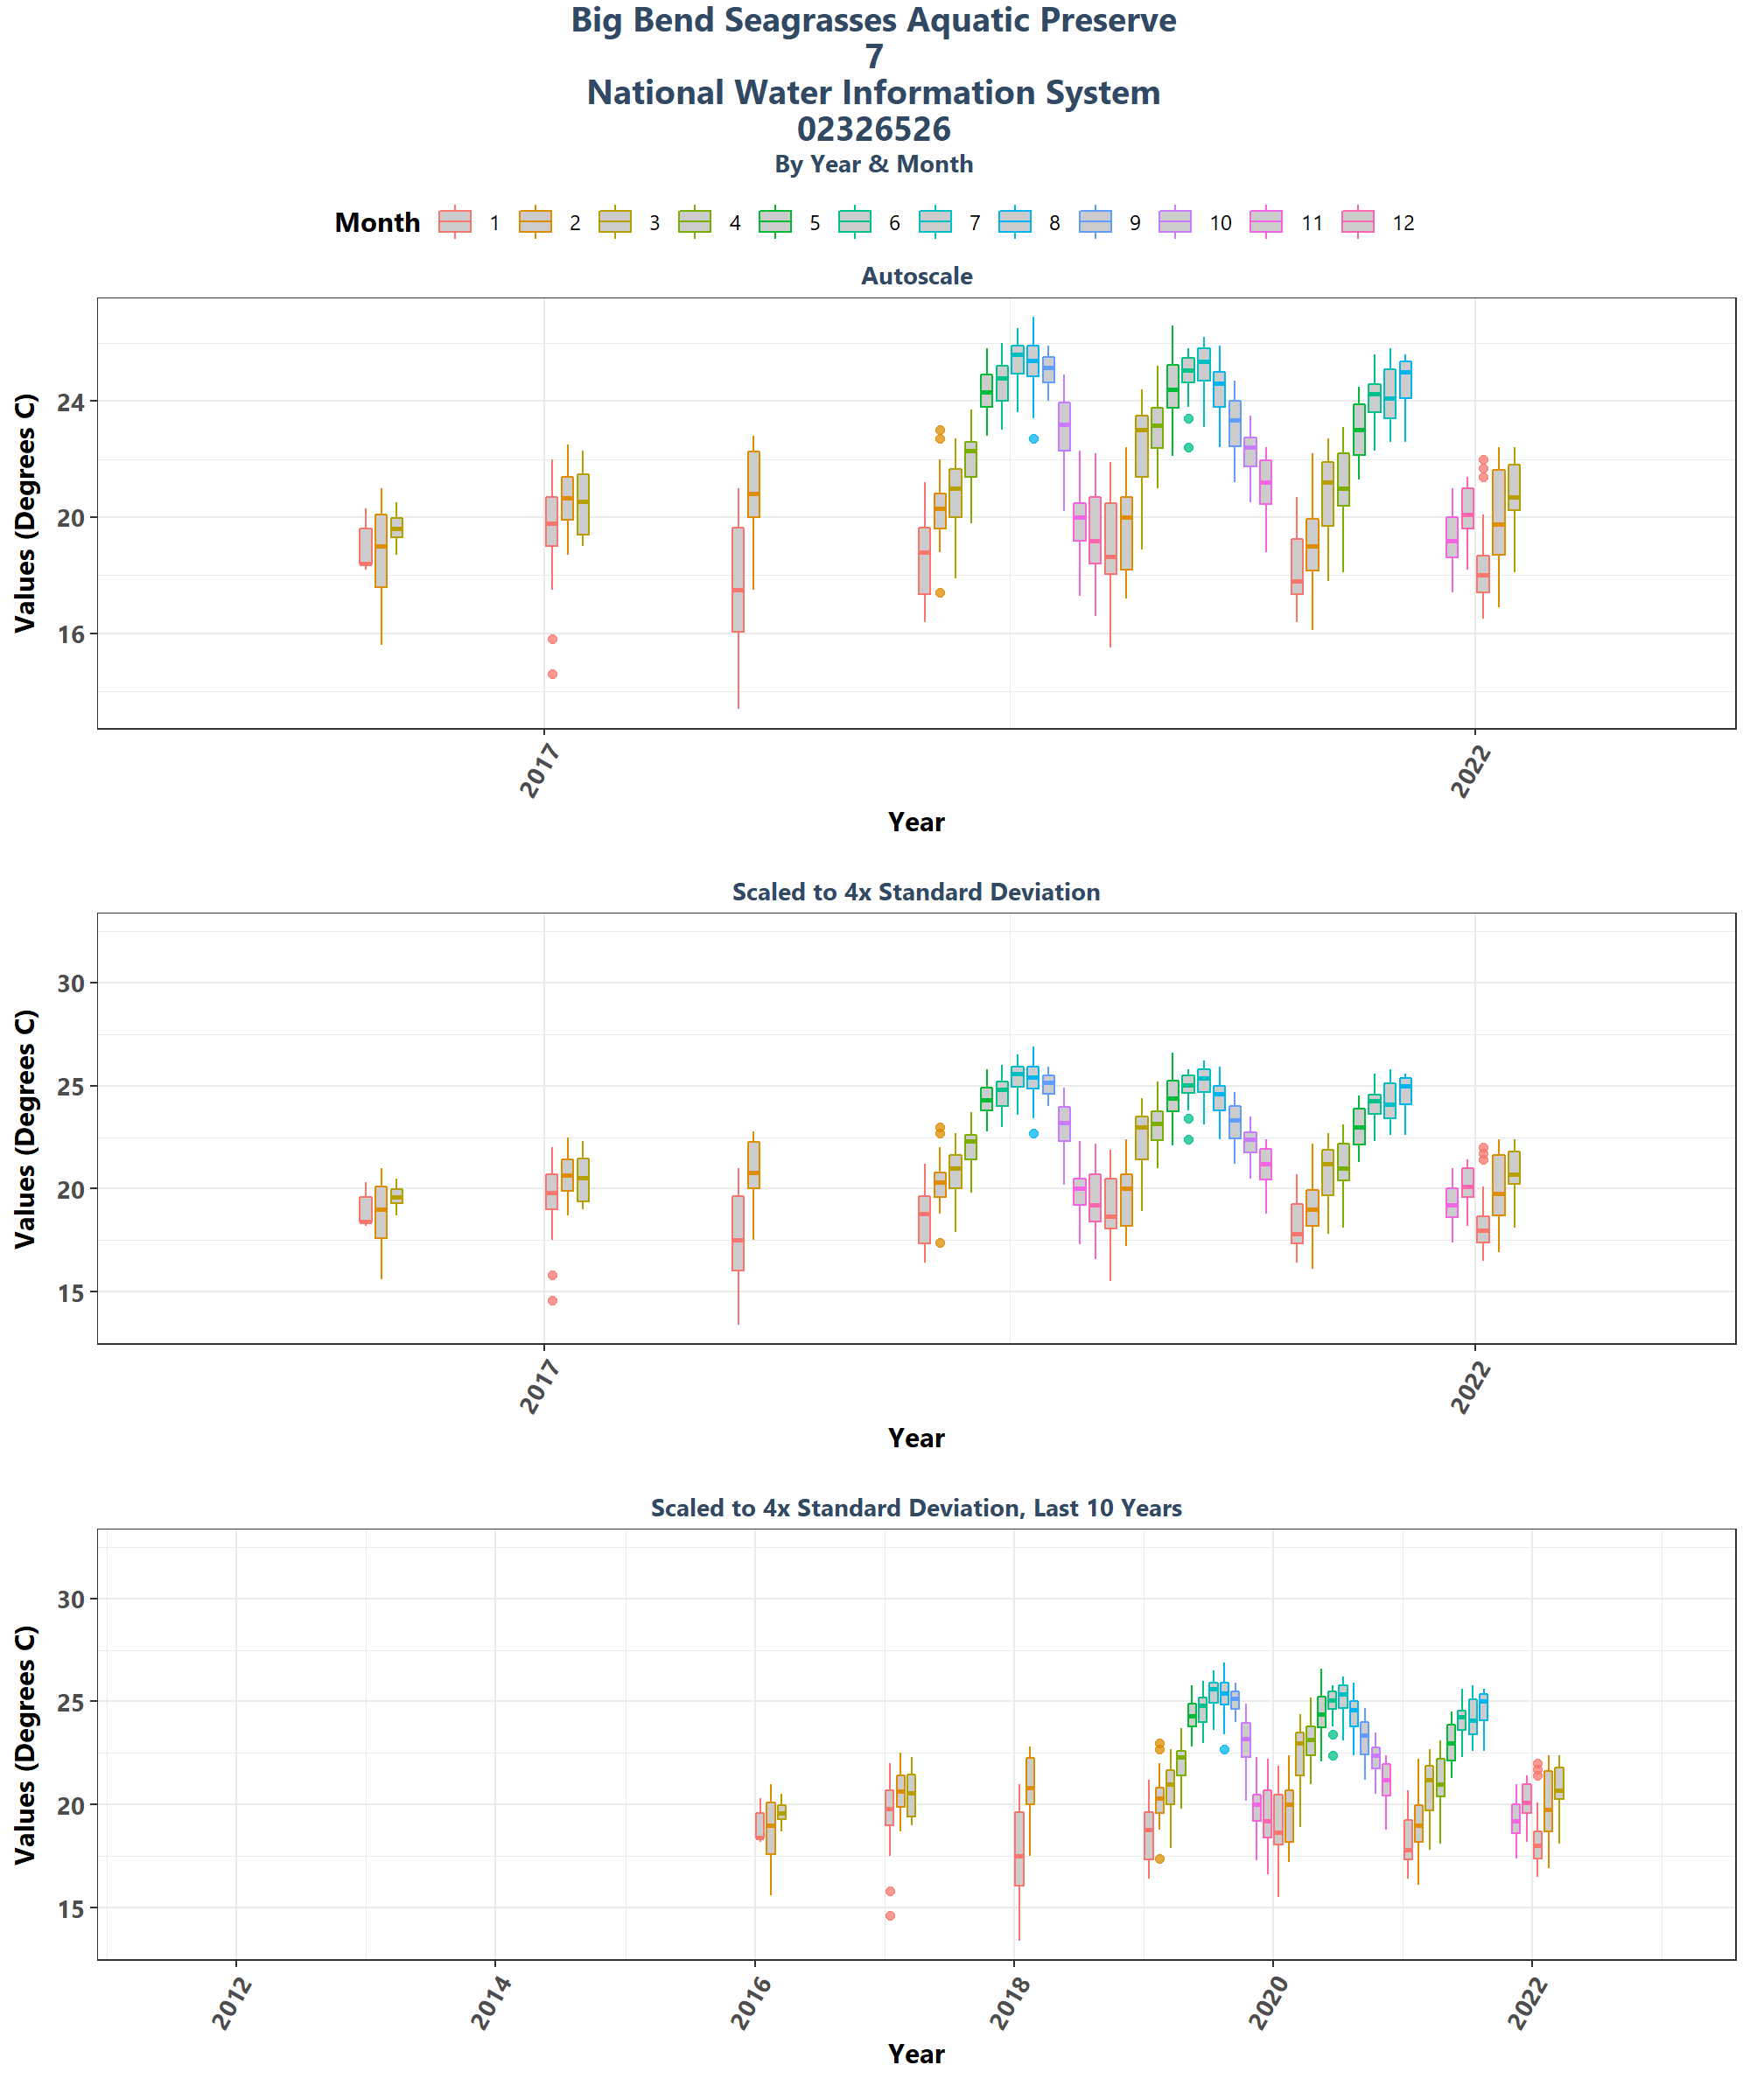 Big Bend Seagrasses Aquatic Preserve
7
National Water Information System
02326526
By Year & Month
Month 1 2 3 4 5 6 7 8 9 10 11 12
Autoscale
Values (Degrees C)
24
20
16
2017 2022
Year
Scaled to 4x Standard Deviation
Values (Degrees C)
30
25
20
15
2017 2022
Year
Scaled to 4x Standard Deviation, Last 10 Years
Values (Degrees C)
30
25
20
15
2012 2014 2016 2018 2020 2022
Year